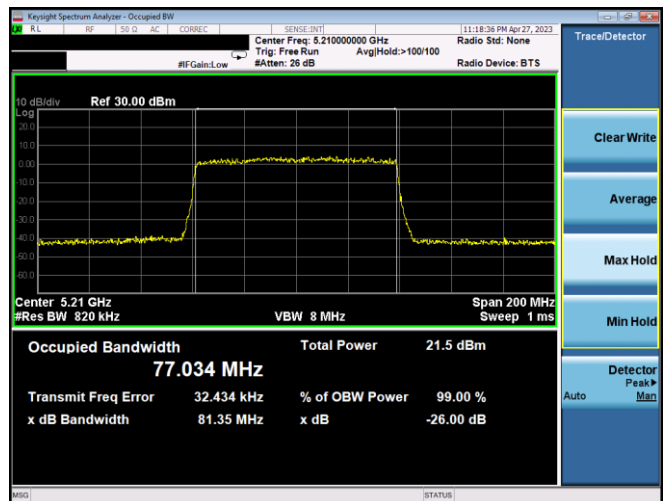 Keysight Spectrum Analyzer - Occupied BW
RL RF 50 Ω AC CORREC SENSE:INT 11:18:36 PM Apr 27, 2023
Center Freq: 5.210000000 GHz Radio Std: None
Trig: Free Run Avg|Hold:>100/100
#IFGain:Low #Atten: 26 dB Radio Device: BTS
Trace/Detector
10 dB/div Ref 30.00 dBm
Log
20.0
10.0
0.00
-10.0
-20.0
-30.0
-40.0
-50.0
-60.0
Center 5.21 GHz Span 200 MHz
#Res BW 820 kHz VBW 8 MHz Sweep 1 ms
Occupied Bandwidth Total Power 21.5 dBm
77.034 MHz
Transmit Freq Error 32.434 kHz % of OBW Power 99.00 %
x dB Bandwidth 81.35 MHz x dB -26.00 dB
Clear Write
Average
Max Hold
Min Hold
Detector
Peak▶
Auto Man
MSG STATUS